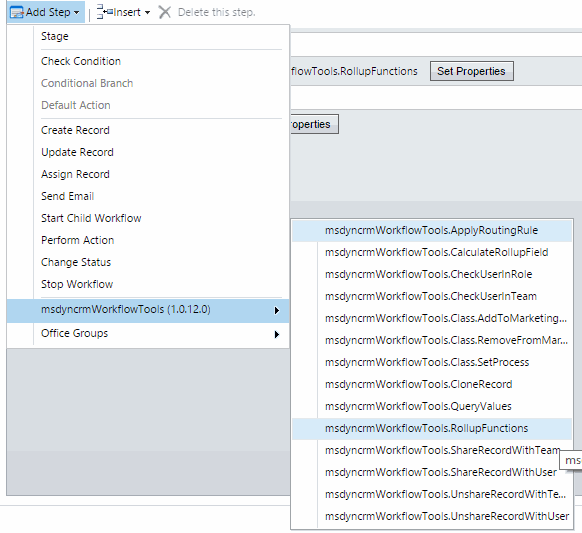 Add Step Insert Delete this step.
Stage
Check Condition
flowTools.RollupFunctions Set Properties
Conditional Branch
Default Action
operties
Create Record
Update Record
Assign Record
Send Email
Start Child Workflow
Perform Action
Change Status
Stop Workflow
msdyncrmWorkflowTools (1.0.12.0)
Office Groups
msdyncrmWorkflowTools.ApplyRoutingRule
msdyncrmWorkflowTools.CalculateRollupField
msdyncrmWorkflowTools.CheckUserInRole
msdyncrmWorkflowTools.CheckUserInTeam
msdyncrmWorkflowTools.Class.AddToMarketing...
msdyncrmWorkflowTools.Class.RemoveFromMar...
msdyncrmWorkflowTools.Class.SetProcess
msdyncrmWorkflowTools.CloneRecord
msdyncrmWorkflowTools.QueryValues
msdyncrmWorkflowTools.RollupFunctions
msdyncrmWorkflowTools.ShareRecordWithTeam
ms
msdyncrmWorkflowTools.ShareRecordWithUser
msdyncrmWorkflowTools.UnshareRecordWithTe...
msdyncrmWorkflowTools.UnshareRecordWithUser